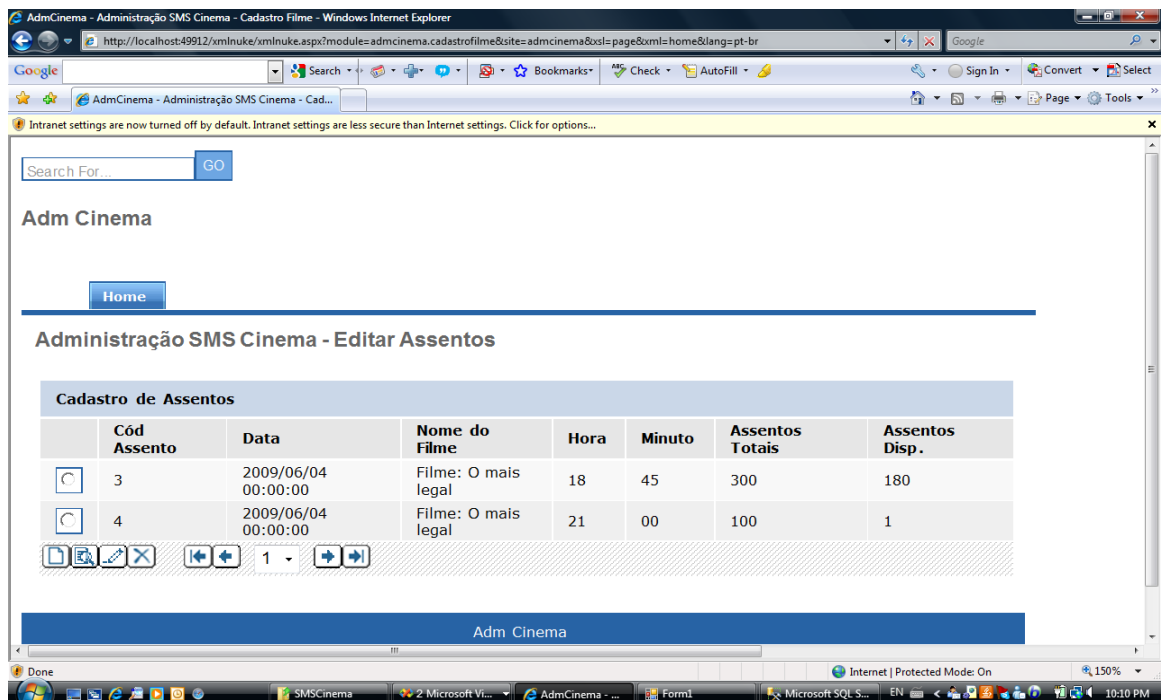 AdmCinema - Administração SMS Cinema - Cadastro Filme - Windows Internet Explorer
http://localhost:49912/xmlnuke/xmlnuke.aspx?module=admcinema.cadastrofilme&site=admcinema&xsl=page&xml=home&lang=pt-br
Google
Google Search Bookmarks ABC Check AutoFill Sign In Convert Select
AdmCinema - Administração SMS Cinema - Cad... Page Tools
Intranet settings are now turned off by default. Intranet settings are less secure than Internet settings. Click for options...
Search For... GO
Adm Cinema
Home
Administração SMS Cinema - Editar Assentos
Cadastro de Assentos
Cód Assento Data Nome do Filme Hora Minuto Assentos Totais Assentos Disp.
3 2009/06/04 00:00:00 Filme: O mais legal 18 45 300 180
4 2009/06/04 00:00:00 Filme: O mais legal 21 00 100 1
1
Adm Cinema
Done Internet | Protected Mode: On 150%
SMSCinema 2 Microsoft Vi... AdmCinema - ... Form1 Microsoft SQL S... EN 10:10 PM